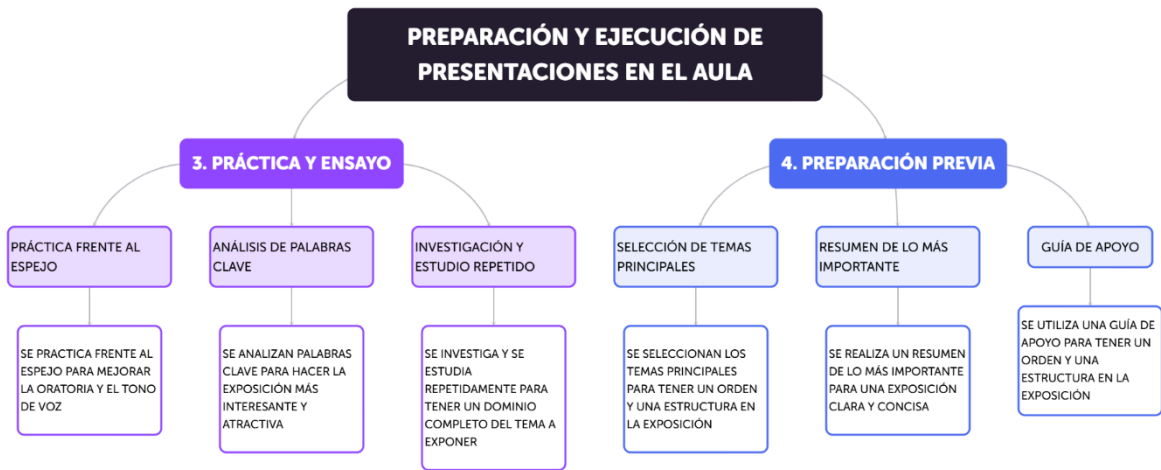 PREPARACIÓN Y EJECUCIÓN DE
PRESENTACIONES EN EL AULA
3. PRÁCTICA Y ENSAYO
4. PREPARACIÓN PREVIA
PRÁCTICA FRENTE AL
ESPEJO
ANÁLISIS DE PALABRAS
CLAVE
INVESTIGACIÓN Y
ESTUDIO REPETIDO
SELECCIÓN DE TEMAS
PRINCIPALES
RESUMEN DE LO MÁS
IMPORTANTE
GUÍA DE APOYO
SE PRACTICA FRENTE AL
ESPEJO PARA MEJORAR
LA ORATORIA Y EL TONO
DE VOZ
SE ANALIZAN PALABRAS
CLAVE PARA HACER LA
EXPOSICIÓN MÁS
INTERESANTE Y
ATRACTIVA
SE INVESTIGA Y SE
ESTUDIA
REPETIDAMENTE PARA
TENER UN DOMINIO
COMPLETO DEL TEMA A
EXPONER
SE SELECCIONAN LOS
TEMAS PRINCIPALES
PARA TENER UN ORDEN
Y UNA ESTRUCTURA EN
LA EXPOSICIÓN
SE REALIZA UN RESUMEN
DE LO MÁS IMPORTANTE
PARA UNA EXPOSICIÓN
CLARA Y CONCISA
SE UTILIZA UNA GUÍA DE
APOYO PARA TENER UN
ORDEN Y UNA
ESTRUCTURA EN LA
EXPOSICIÓN